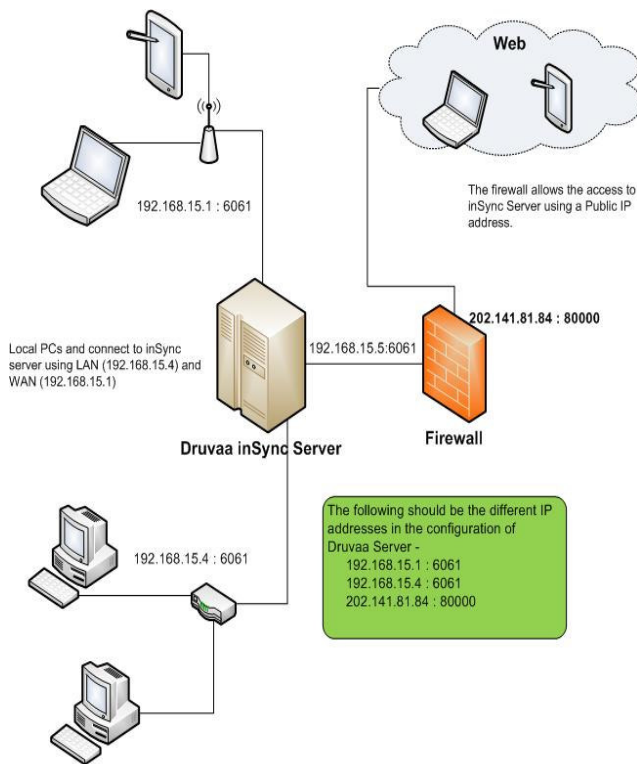 Web
192.168.15.1 : 6061
The firewall allows the access to
inSync Server using a Public IP
address.
202.141.81.84 : 80000
192.168.15.5:6061
Local PCs and connect to inSync
server using LAN (192.168.15.4) and
WAN (192.168.15.1)
Druvaa inSync Server
Firewall
192.168.15.4 : 6061
The following should be the different IP
addresses in the configuration of
Druvaa Server -
192.168.15.1 : 6061
192.168.15.4 : 6061
202.141.81.84 : 80000